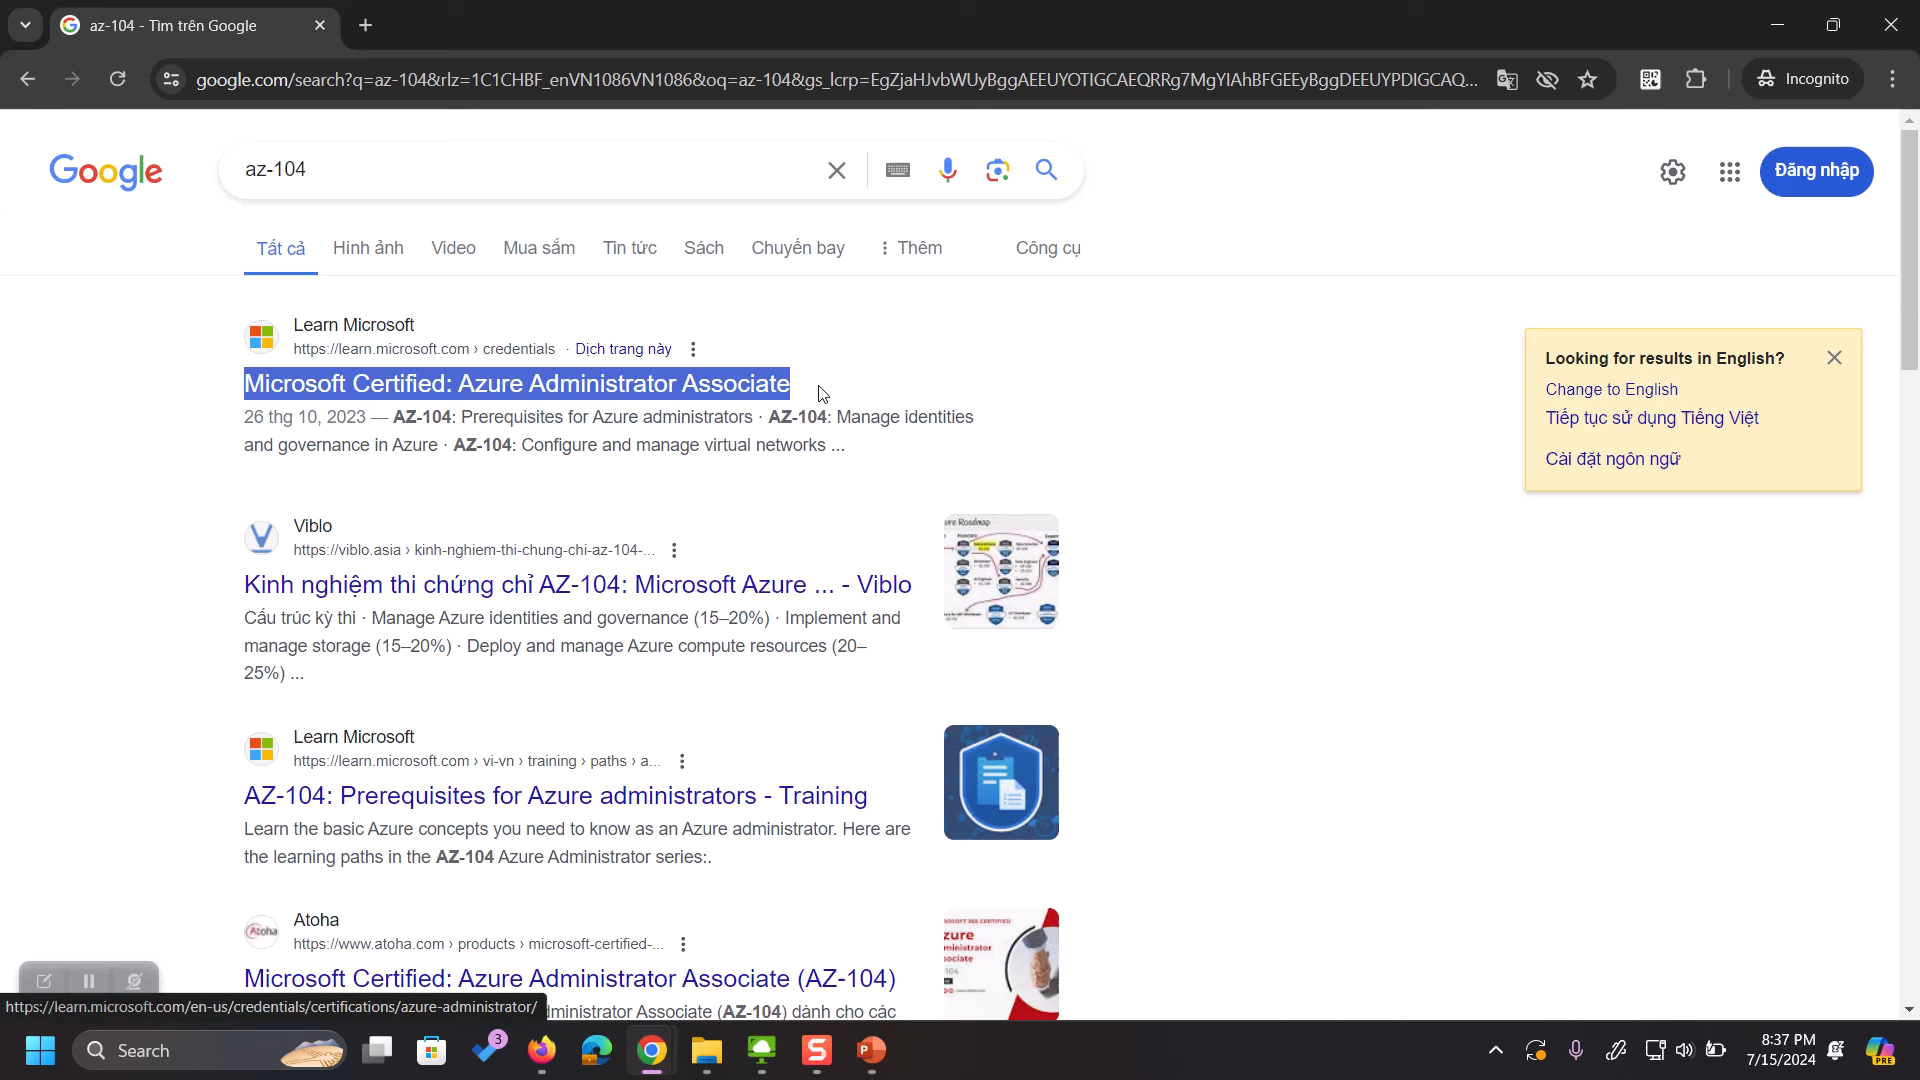 az-104 - Tìm trên Google
google.com/search?q=az-104&rlz=1C1CHBF_enVN1086VN1086&oq=az-104&gs_lcrp=EgZjaHJvbWUyBggAEEUYOTIGCAEQRRg7MgYIAhBFGEEyBggDEEUYPDIGCAQ...
Incognito
Google
az-104
Đăng nhập
Tất cả Hình ảnh Video Mua sắm Tin tức Sách Chuyến bay Thêm Công cụ
Learn Microsoft
https://learn.microsoft.com › credentials · Dịch trang này
Microsoft Certified: Azure Administrator Associate
26 thg 10, 2023 — AZ-104: Prerequisites for Azure administrators · AZ-104: Manage identities
and governance in Azure · AZ-104: Configure and manage virtual networks ...
Looking for results in English?
Change to English
Tiếp tục sử dụng Tiếng Việt
Cài đặt ngôn ngữ
Viblo
https://viblo.asia › kinh-nghiem-thi-chung-chi-az-104-...
Kinh nghiệm thi chứng chỉ AZ-104: Microsoft Azure ... - Viblo
Cấu trúc kỳ thi · Manage Azure identities and governance (15–20%) · Implement and
manage storage (15–20%) · Deploy and manage Azure compute resources (20–
25%) ...
Roadmap
Learn Microsoft
https://learn.microsoft.com › vi-vn › training › paths › a...
AZ-104: Prerequisites for Azure administrators - Training
Learn the basic Azure concepts you need to know as an Azure administrator. Here are
the learning paths in the AZ-104 Azure Administrator series:.
Atoha
Atoha
https://www.atoha.com › products › microsoft-certified-...
Microsoft Certified: Azure Administrator Associate (AZ-104)
ministrator Associate (AZ-104) dành cho các
https://learn.microsoft.com/en-us/credentials/certifications/azure-administrator/
Search
3
8:37 PM
7/15/2024
PRE